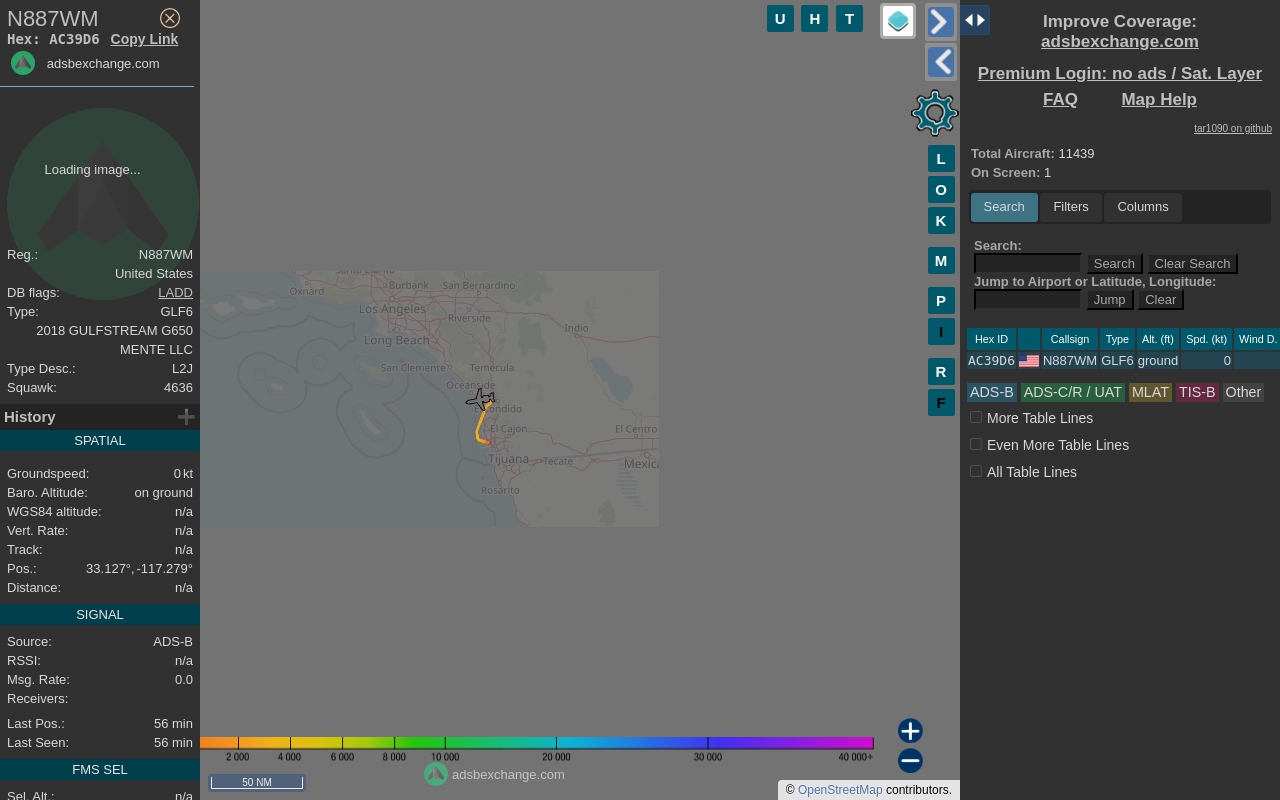 N887WM
Hex: AC39D6 Copy Link
adsbexchange.com
Loading image...
Reg.: N887WM
United States
DB flags: LADD
Type: GLF6
2018 GULFSTREAM G650
MENTE LLC
Type Desc.: L2J
Squawk: 4636
History
SPATIAL
Groundspeed: 0 kt
Baro. Altitude: on ground
WGS84 altitude: n/a
Vert. Rate: n/a
Track: n/a
Pos.: 33.127°, -117.279°
Distance: n/a
SIGNAL
Source: ADS-B
RSSI: n/a
Msg. Rate: 0.0
Receivers:
Last Pos.: 56 min
Last Seen: 56 min
FMS SEL
Sel. Alt.: n/a
U H T
L
O
K
M
P
I
R
F
Oxnard
Burbank
San Bernardino
Los Angeles
Riverside
Long Beach
Indio
San Clemente
Temecula
Oceanside
El Cajon
El Centro
Tijuana
Tecate
Mexica
Rosarito
2 000 4 000 6 000 8 000 10 000 20 000 30 000 40 000+
adsbexchange.com
50 NM
© OpenStreetMap contributors.
Improve Coverage:
adsbexchange.com
Premium Login: no ads / Sat. Layer
FAQ Map Help
tar1090 on github
Total Aircraft: 11439
On Screen: 1
Search Filters Columns
Search:
Search Clear Search
Jump to Airport or Latitude, Longitude:
Jump Clear
Hex ID Callsign Type Alt. (ft) Spd. (kt) Wind D.
AC39D6 N887WM GLF6 ground 0
ADS-B ADS-C/R / UAT MLAT TIS-B Other
More Table Lines
Even More Table Lines
All Table Lines